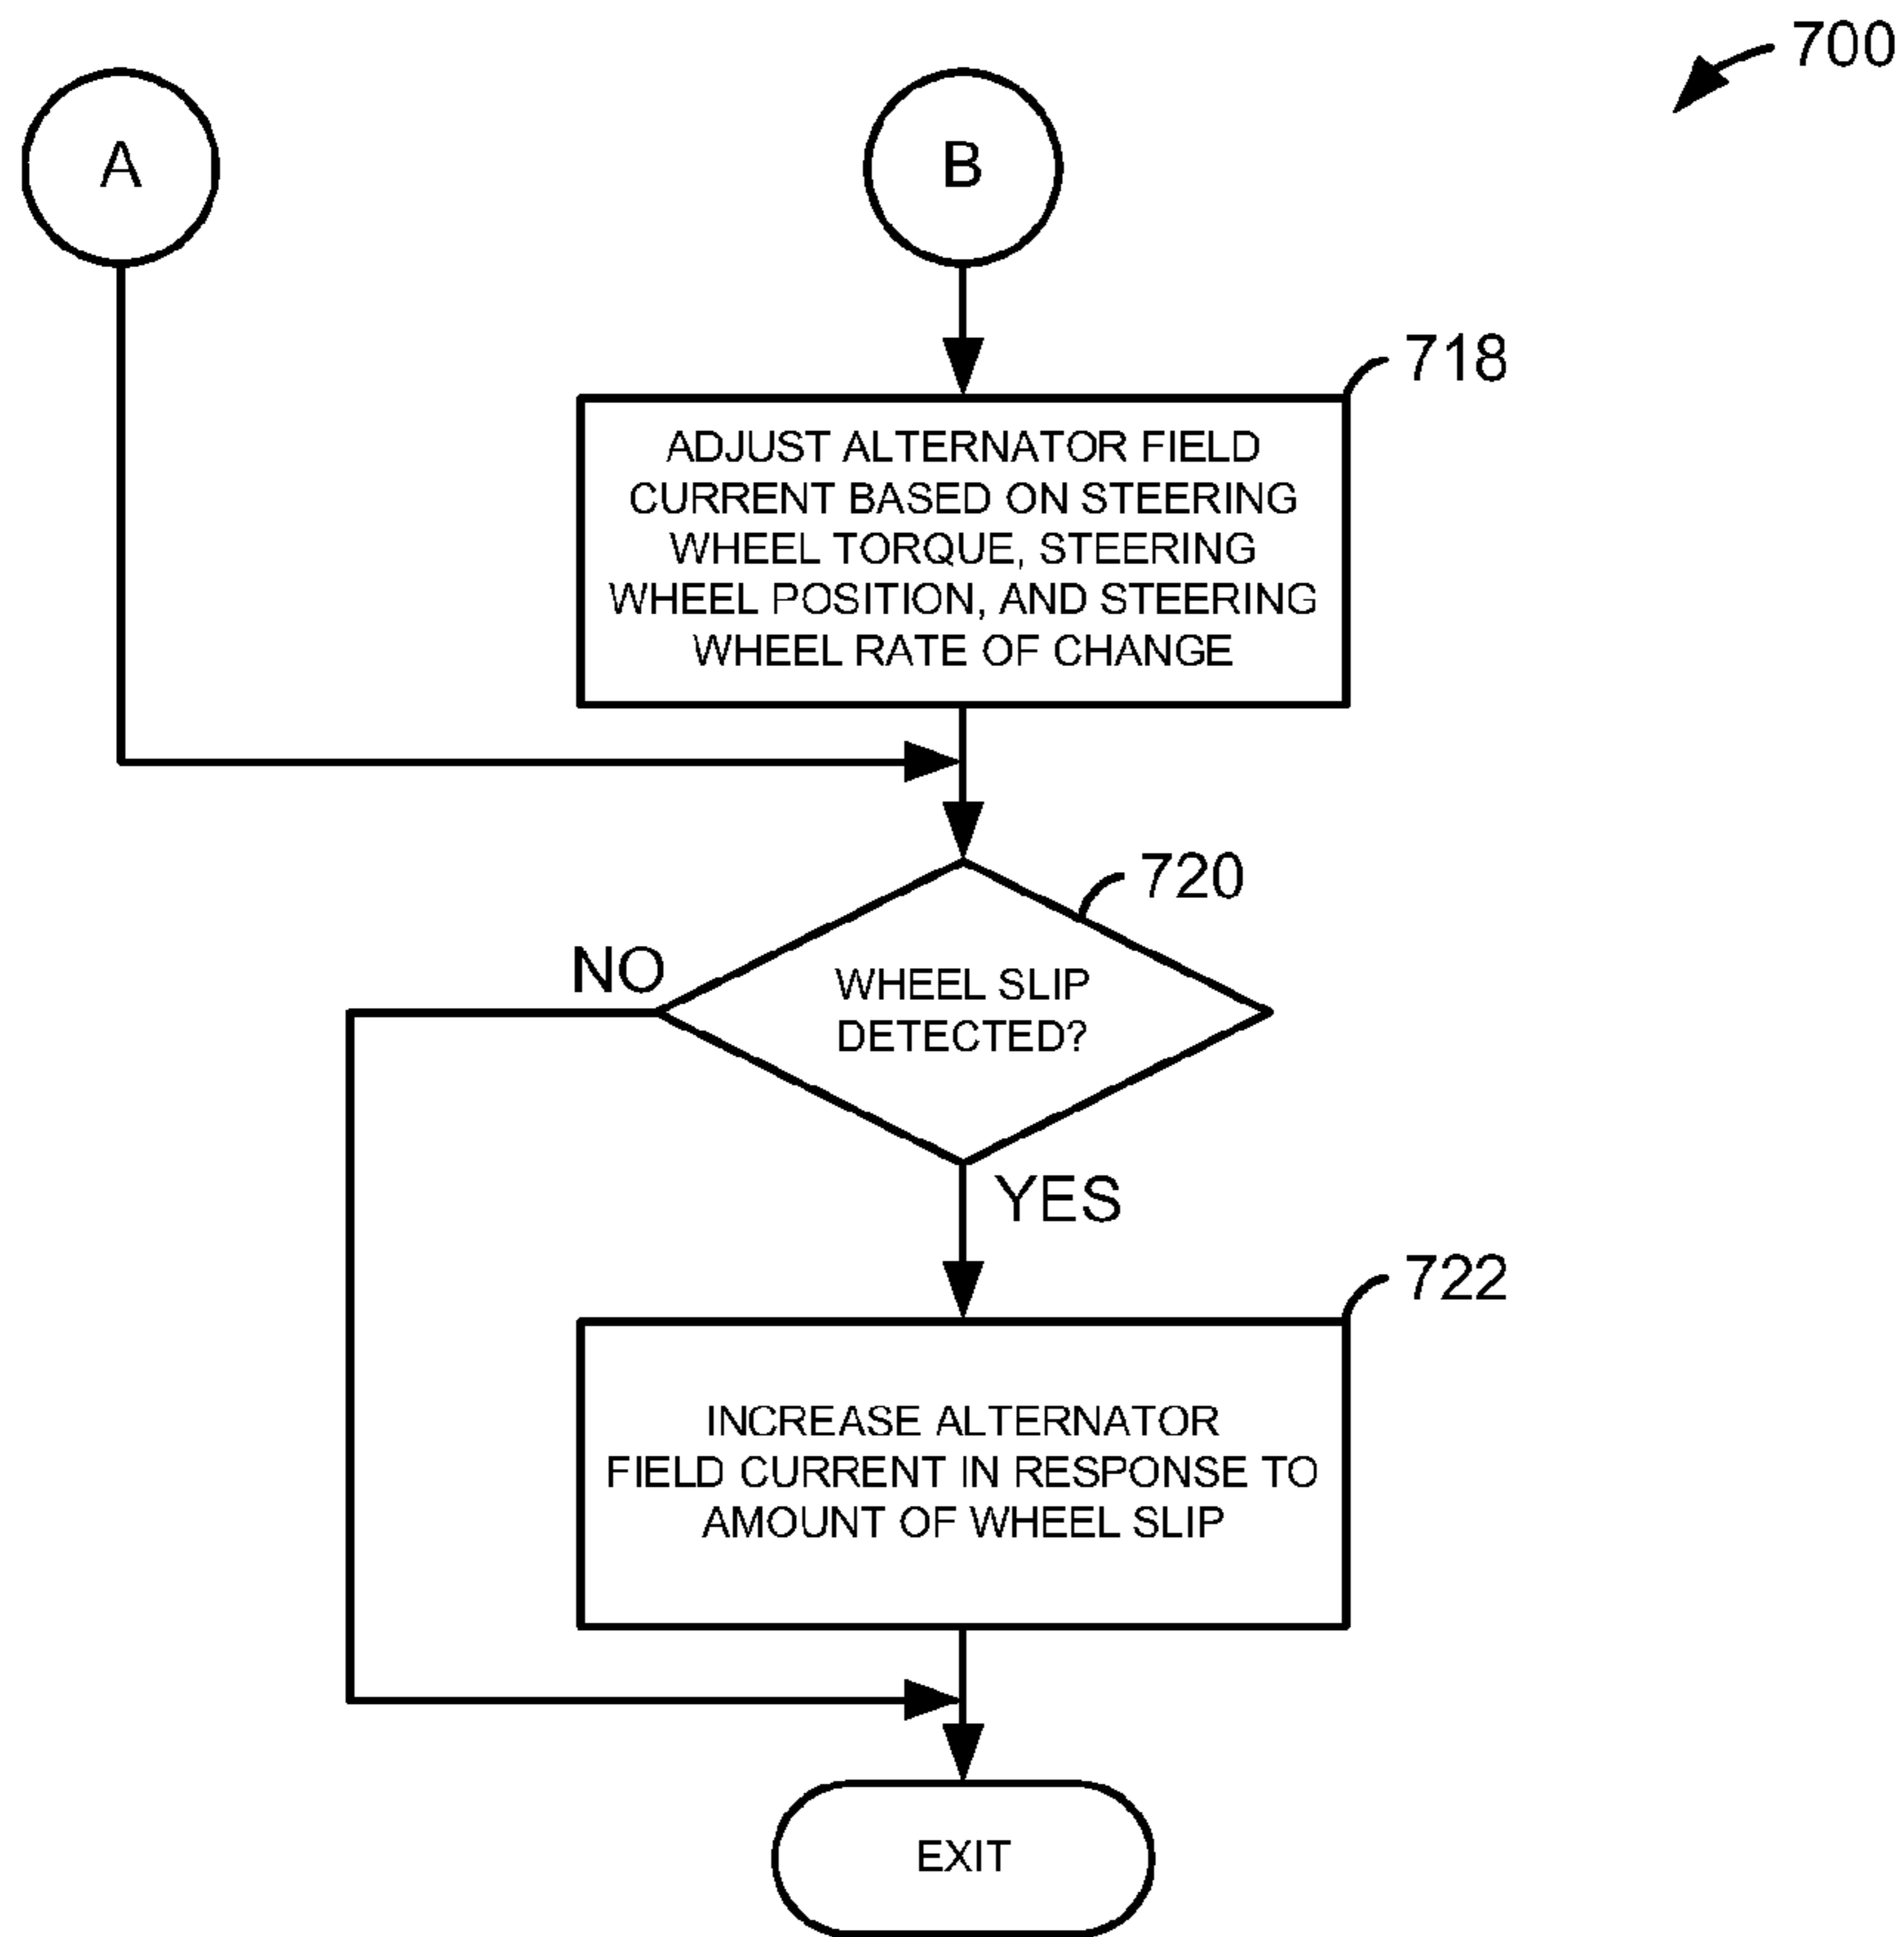 700
A
B
718
ADJUST ALTERNATOR FIELD
CURRENT BASED ON STEERING
WHEEL TORQUE, STEERING
WHEEL POSITION, AND STEERING
WHEEL RATE OF CHANGE
720
NO
WHEEL SLIP
DETECTED?
YES
722
INCREASE ALTERNATOR
FIELD CURRENT IN RESPONSE TO
AMOUNT OF WHEEL SLIP
EXIT